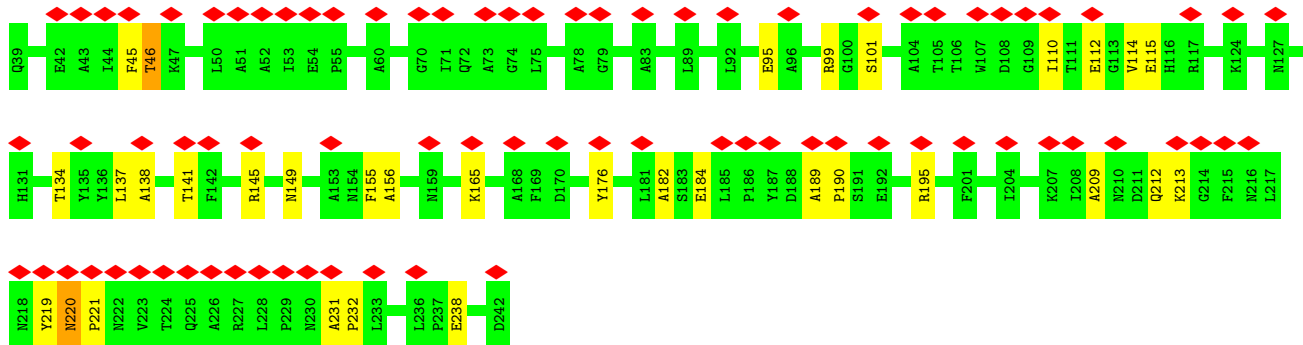 Q39 E42 A43 I44 F45 T46 K47 L50 A51 A52 I53 E54 P55 A60 G70 I71 Q72 A73 G74 L75 A78 G79 A83 L89 L92 E95 A96 R99 G100 S101 A104 T105 T106 W107 D108 G109 I110 T111 E112 G113 V114 E115 H116 R117 K124 N127
H131 T134 Y135 Y136 L137 A138 T141 F142 R145 N149 A153 N154 F155 A156 N159 K165 A168 F169 D170 Y176 L181 A182 S183 E184 L185 P186 Y187 D188 A189 P190 S191 E192 R195 F201 I204 K207 I208 A209 N210 D211 Q212 K213 G214 F215 N216 L217
N218 Y219 N220 P221 N222 V223 T224 Q225 A226 R227 L228 P229 N230 A231 P232 L233 L236 P237 E238 D242